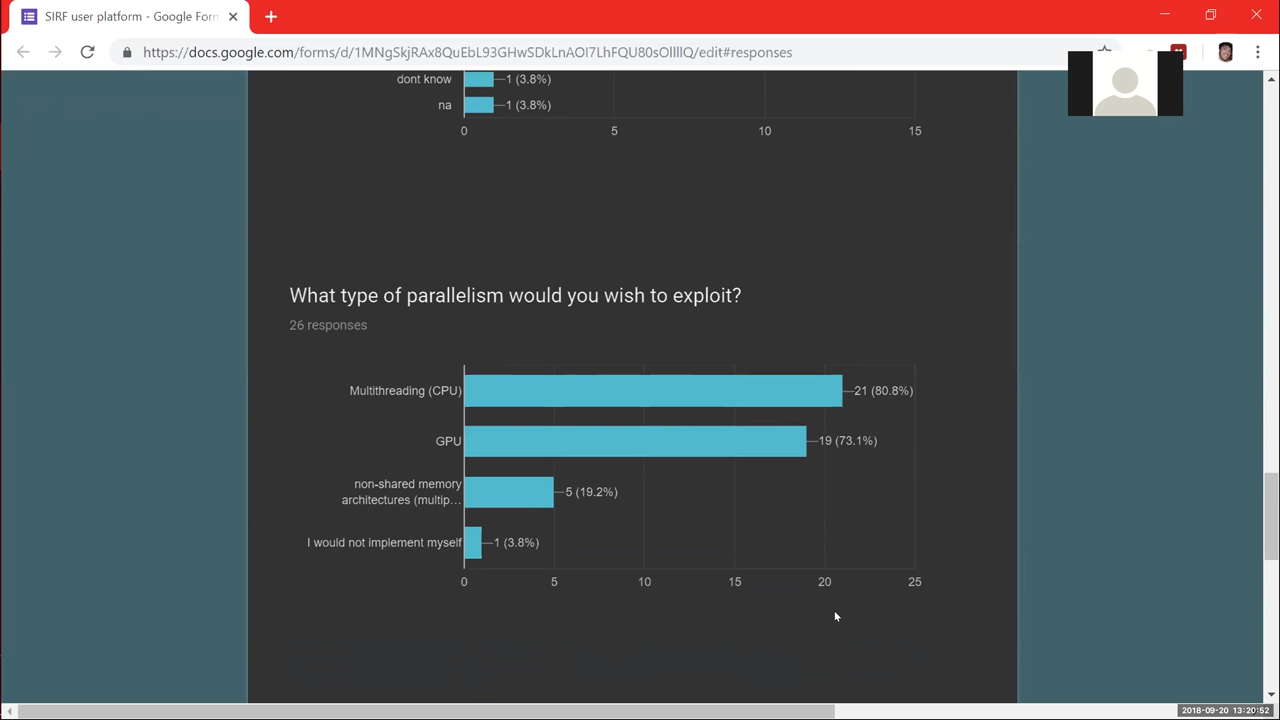 SIRF user platform - Google Forn
https://docs.google.com/forms/d/1MNgSkjRAx8QuEbL93GHwSDkLnAO!7LhFQU80sOllllQ/edit#responses
dont know
1 (3.8%)
na
1 (3.8%)
0 5 10 15
What type of parallelism would you wish to exploit?
26 responses
Multithreading (CPU)
21 (80.8%)
GPU
19 (73.1%)
non-shared memory
architectures (multip...
5 (19.2%)
I would not implement myself
1 (3.8%)
0 5 10 15 20 25
2018-09-20 13:20:52